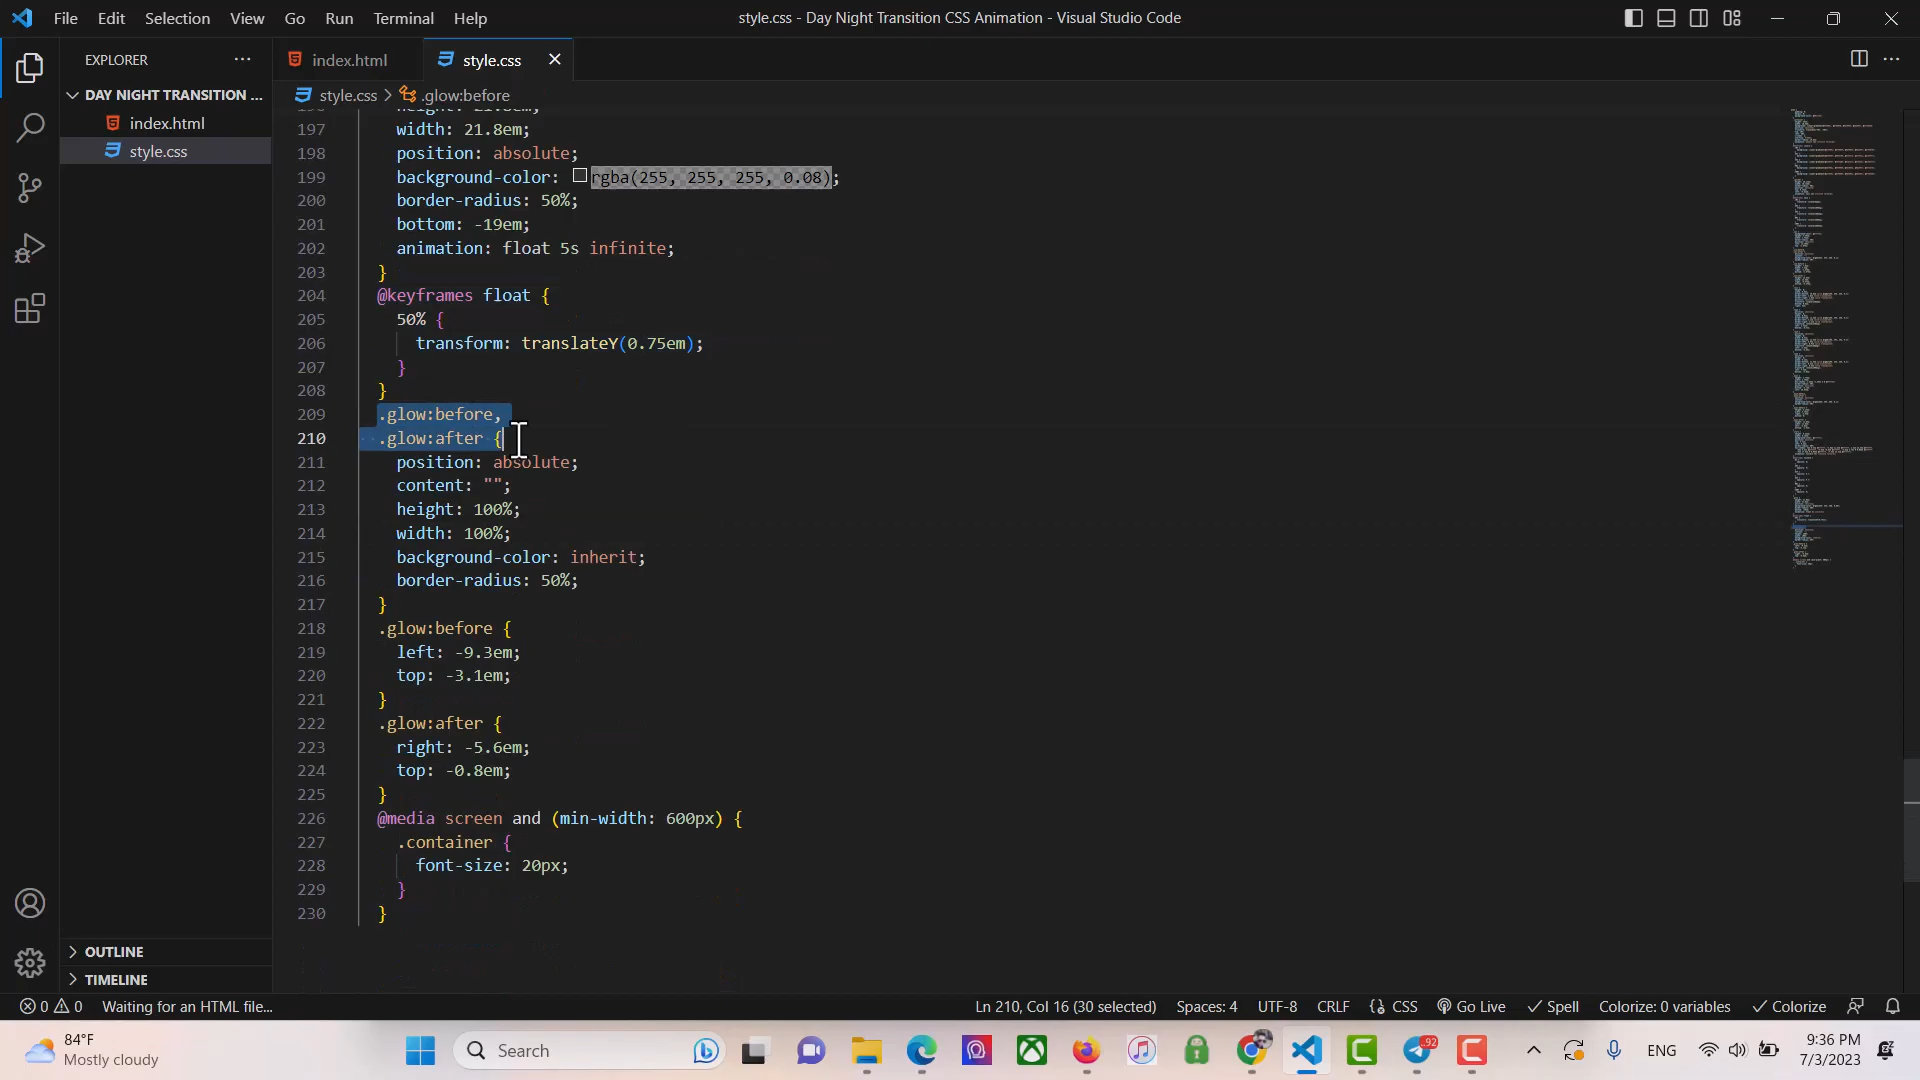 File Edit Selection View Go Run Terminal Help
style.css - Day Night Transition CSS Animation - Visual Studio Code
EXPLORER
index.html
style.css
DAY NIGHT TRANSITION ...
index.html
style.css
style.css > .glow:before
197 width: 21.8em;
198 position: absolute;
199 background-color: rgba(255, 255, 255, 0.08);
200 border-radius: 50%;
201 bottom: -19em;
202 animation: float 5s infinite;
203 }
204 @keyframes float {
205 50% {
206 transform: translateY(0.75em);
207 }
208 }
209 .glow:before,
210 .glow:after {
211 position: absolute;
212 content: "";
213 height: 100%;
214 width: 100%;
215 background-color: inherit;
216 border-radius: 50%;
217 }
218 .glow:before {
219 left: -9.3em;
220 top: -3.1em;
221 }
222 .glow:after {
223 right: -5.6em;
224 top: -0.8em;
225 }
226 @media screen and (min-width: 600px) {
227 .container {
228 font-size: 20px;
229 }
230 }
OUTLINE
TIMELINE
0 0 Waiting for an HTML file...
Ln 210, Col 16 (30 selected) Spaces: 4 UTF-8 CRLF CSS Go Live Spell Colorize: 0 variables Colorize
84°F
Mostly cloudy
Search
92
ENG
9:36 PM
7/3/2023